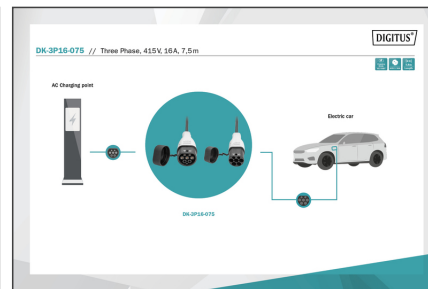 DIGITUS®
DK-3P16-075 // Three Phase, 415V, 16A, 7,5m
AC Charging point
Electric car
DK-3P16-075